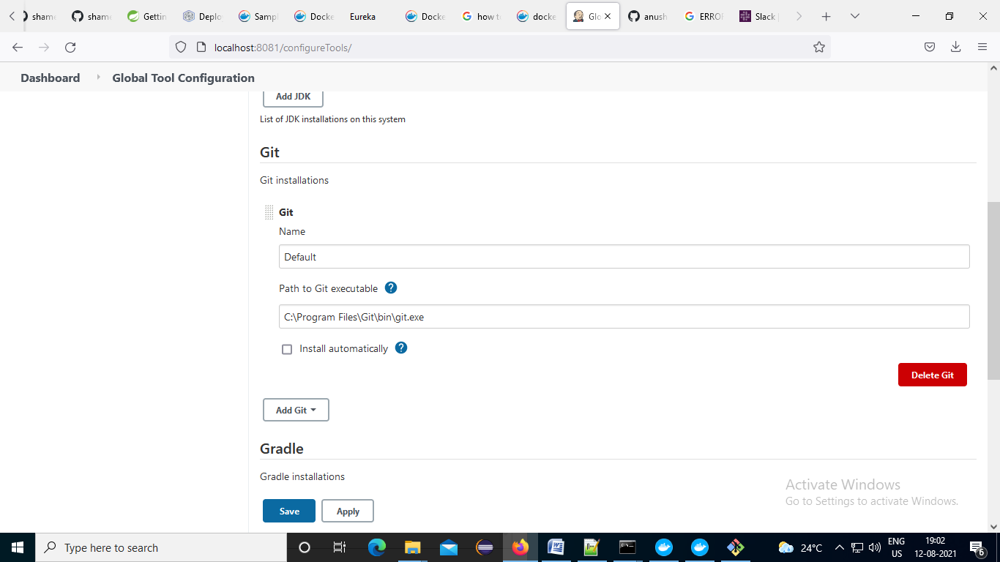 shame
shame
Gettin
Deplo
Sampl
Docke
Eureka
Docke
how t
docke
Glo
anush
ERROR
Slack
localhost:8081/configureTools/
Dashboard
Global Tool Configuration
Add JDK
List of JDK installations on this system
Git
Git installations
Git
Name
Default
Path to Git executable ?
C:\Program Files\Git\bin\git.exe
Install automatically ?
Delete Git
Add Git
Gradle
Gradle installations
Activate Windows
Go to Settings to activate Windows.
Save
Apply
Type here to search
24°C
ENG
US
19:02
12-08-2021
6